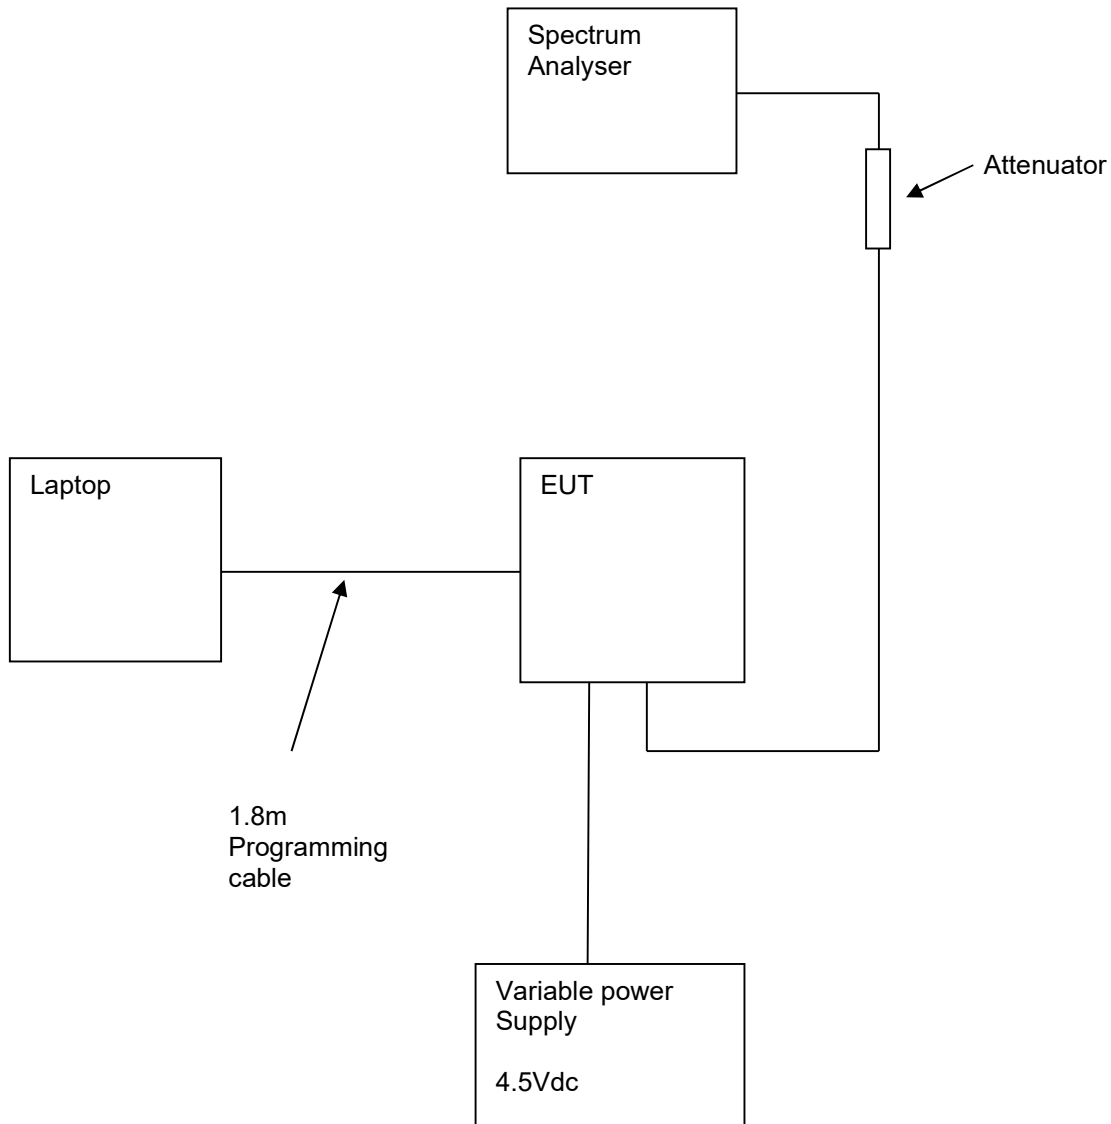 Spectrum
Analyser
Attenuator
Laptop
EUT
1.8m
Programming
cable
Variable power
Supply
4.5Vdc